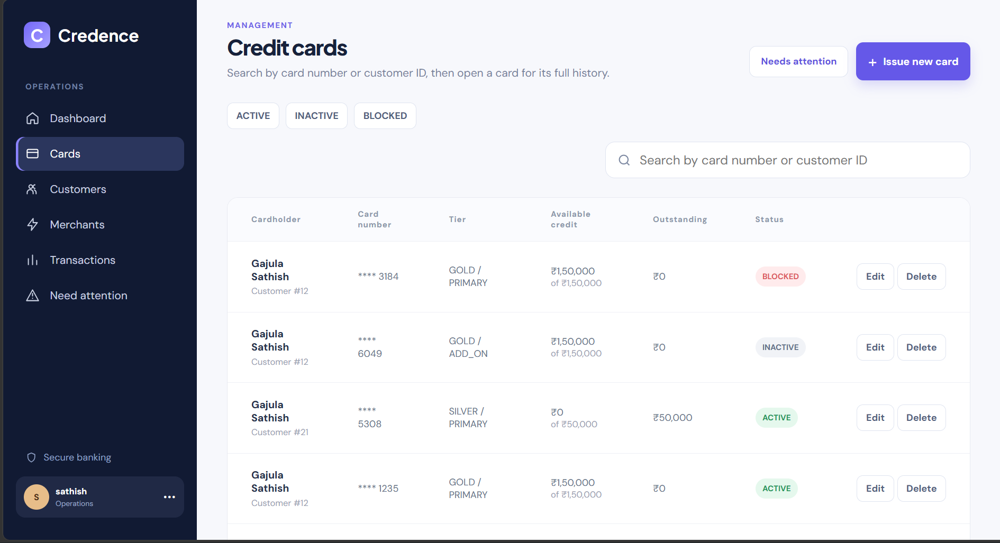 C Credence
OPERATIONS
Dashboard
Cards
Customers
Merchants
Transactions
Need attention
Secure banking
S
sathish
Operations
MANAGEMENT
Credit cards
Search by card number or customer ID, then open a card for its full history.
Needs attention
+ Issue new card
ACTIVE
INACTIVE
BLOCKED
Search by card number or customer ID
Cardholder
Card
number
Tier
Available
credit
Outstanding
Status
Gajula
Sathish
Customer #12
**** 3184
GOLD /
PRIMARY
₹1,50,000
of ₹1,50,000
₹0
BLOCKED
Edit
Delete
Gajula
Sathish
Customer #12
****
6049
GOLD /
ADD_ON
₹1,50,000
of ₹1,50,000
₹0
INACTIVE
Edit
Delete
Gajula
Sathish
Customer #21
****
5308
SILVER /
PRIMARY
₹0
of ₹50,000
₹50,000
ACTIVE
Edit
Delete
Gajula
Sathish
Customer #12
**** 1235
GOLD /
PRIMARY
₹1,50,000
of ₹1,50,000
₹0
ACTIVE
Edit
Delete